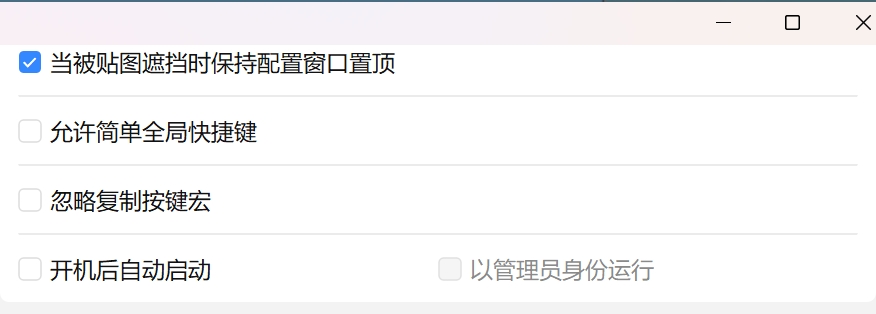 当被贴图遮挡时保持配置窗口置顶
允许简单全局快捷键
忽略复制按键宏
开机后自动启动 以管理员身份运行